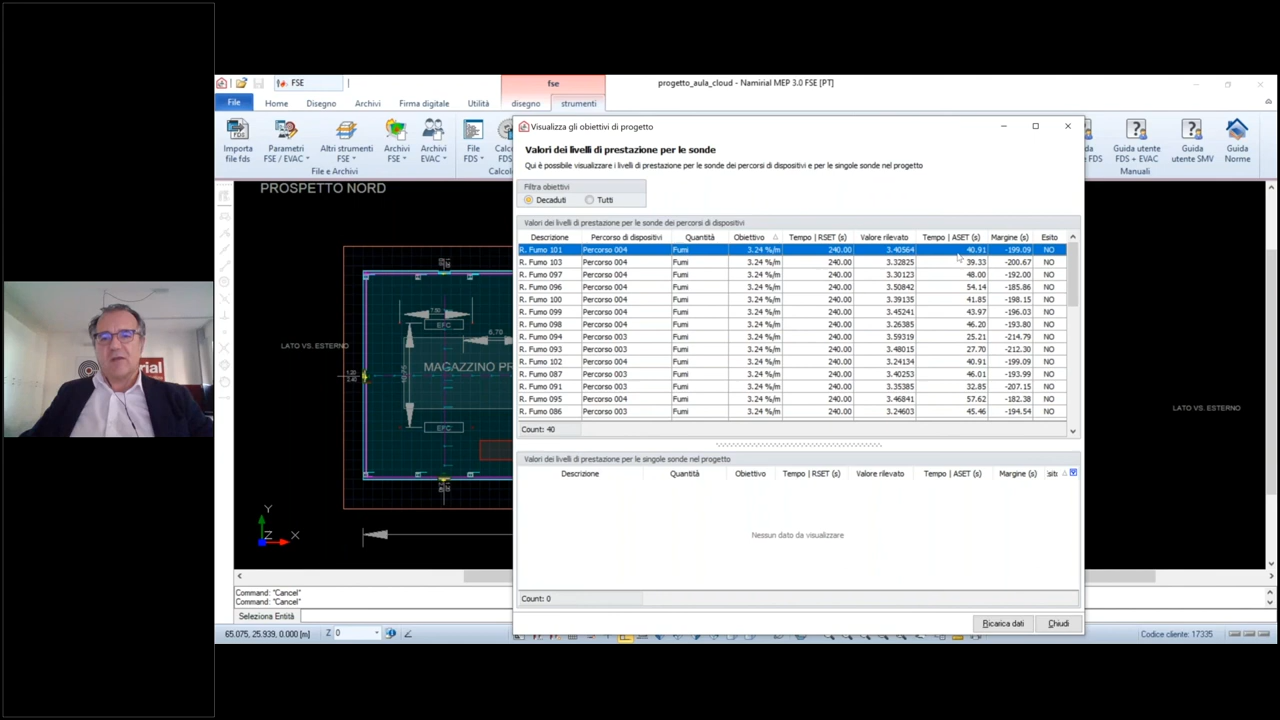 FSE
fse
progetto_aula_cloud - Namirial MEP 3.0 FSE [PT]
File Home Disegno Archivi Firma digitale Utilità disegno strumenti
Importa file fds
Parametri FSE / EVAC
Altri strumenti FSE
Archivi FSE
Archivi EVAC
File FDS
Guida utente FDS + EVAC
Guida utente SMV
Guida Norme
File e Archivi
Manuali
PROSPETTO NORD
LATO VS. ESTERNO
EFC
6,70
MAGAZZINO PR
EFC
LATO VS. ESTERNO
Y
Z X
rial
Visualizza gli obiettivi di progetto
Valori dei livelli di prestazione per le sonde
Qui è possibile visualizzare i livelli di prestazione per le sonde dei percorsi di dispositivi e per le singole sonde nel progetto
Filtra obiettivi
Decaduti Tutti
Valori dei livelli di prestazione per le sonde dei percorsi di dispositivi
Descrizione Percorso di dispositivi Quantità Obiettivo Tempo | RSET (s) Valore rilevato Tempo | ASET (s) Margine (s) Esito
R. Fumo 101 Percorso 004 Fumi 3.24 %/m 240.00 3.40564 40.91 -199.09 NO
R. Fumo 103 Percorso 004 Fumi 3.24 %/m 240.00 3.32825 39.33 -200.67 NO
R. Fumo 097 Percorso 004 Fumi 3.24 %/m 240.00 3.30123 48.00 -192.00 NO
R. Fumo 096 Percorso 004 Fumi 3.24 %/m 240.00 3.50842 54.14 -185.86 NO
R. Fumo 100 Percorso 004 Fumi 3.24 %/m 240.00 3.39135 41.85 -198.15 NO
R. Fumo 099 Percorso 004 Fumi 3.24 %/m 240.00 3.45241 43.97 -196.03 NO
R. Fumo 098 Percorso 004 Fumi 3.24 %/m 240.00 3.26385 46.20 -193.80 NO
R. Fumo 094 Percorso 003 Fumi 3.24 %/m 240.00 3.59319 25.21 -214.79 NO
R. Fumo 093 Percorso 003 Fumi 3.24 %/m 240.00 3.48015 27.70 -212.30 NO
R. Fumo 102 Percorso 004 Fumi 3.24 %/m 240.00 3.24134 40.91 -199.09 NO
R. Fumo 087 Percorso 003 Fumi 3.24 %/m 240.00 3.40253 46.01 -193.99 NO
R. Fumo 091 Percorso 003 Fumi 3.24 %/m 240.00 3.35385 32.85 -207.15 NO
R. Fumo 095 Percorso 004 Fumi 3.24 %/m 240.00 3.46841 57.62 -182.38 NO
R. Fumo 086 Percorso 003 Fumi 3.24 %/m 240.00 3.24603 45.46 -194.54 NO
Count: 40
Valori dei livelli di prestazione per le singole sonde nel progetto
Descrizione Quantità Obiettivo Tempo | RSET (s) Valore rilevato Tempo | ASET (s) Margine (s)
Nessun dato da visualizzare
Count: 0
Ricarica dati Chiudi
Command: "Cancel"
Command: "Cancel"
Seleziona Entità
65.075, 25.939, 0.000 [m] Z 0
Codice cliente: 17335